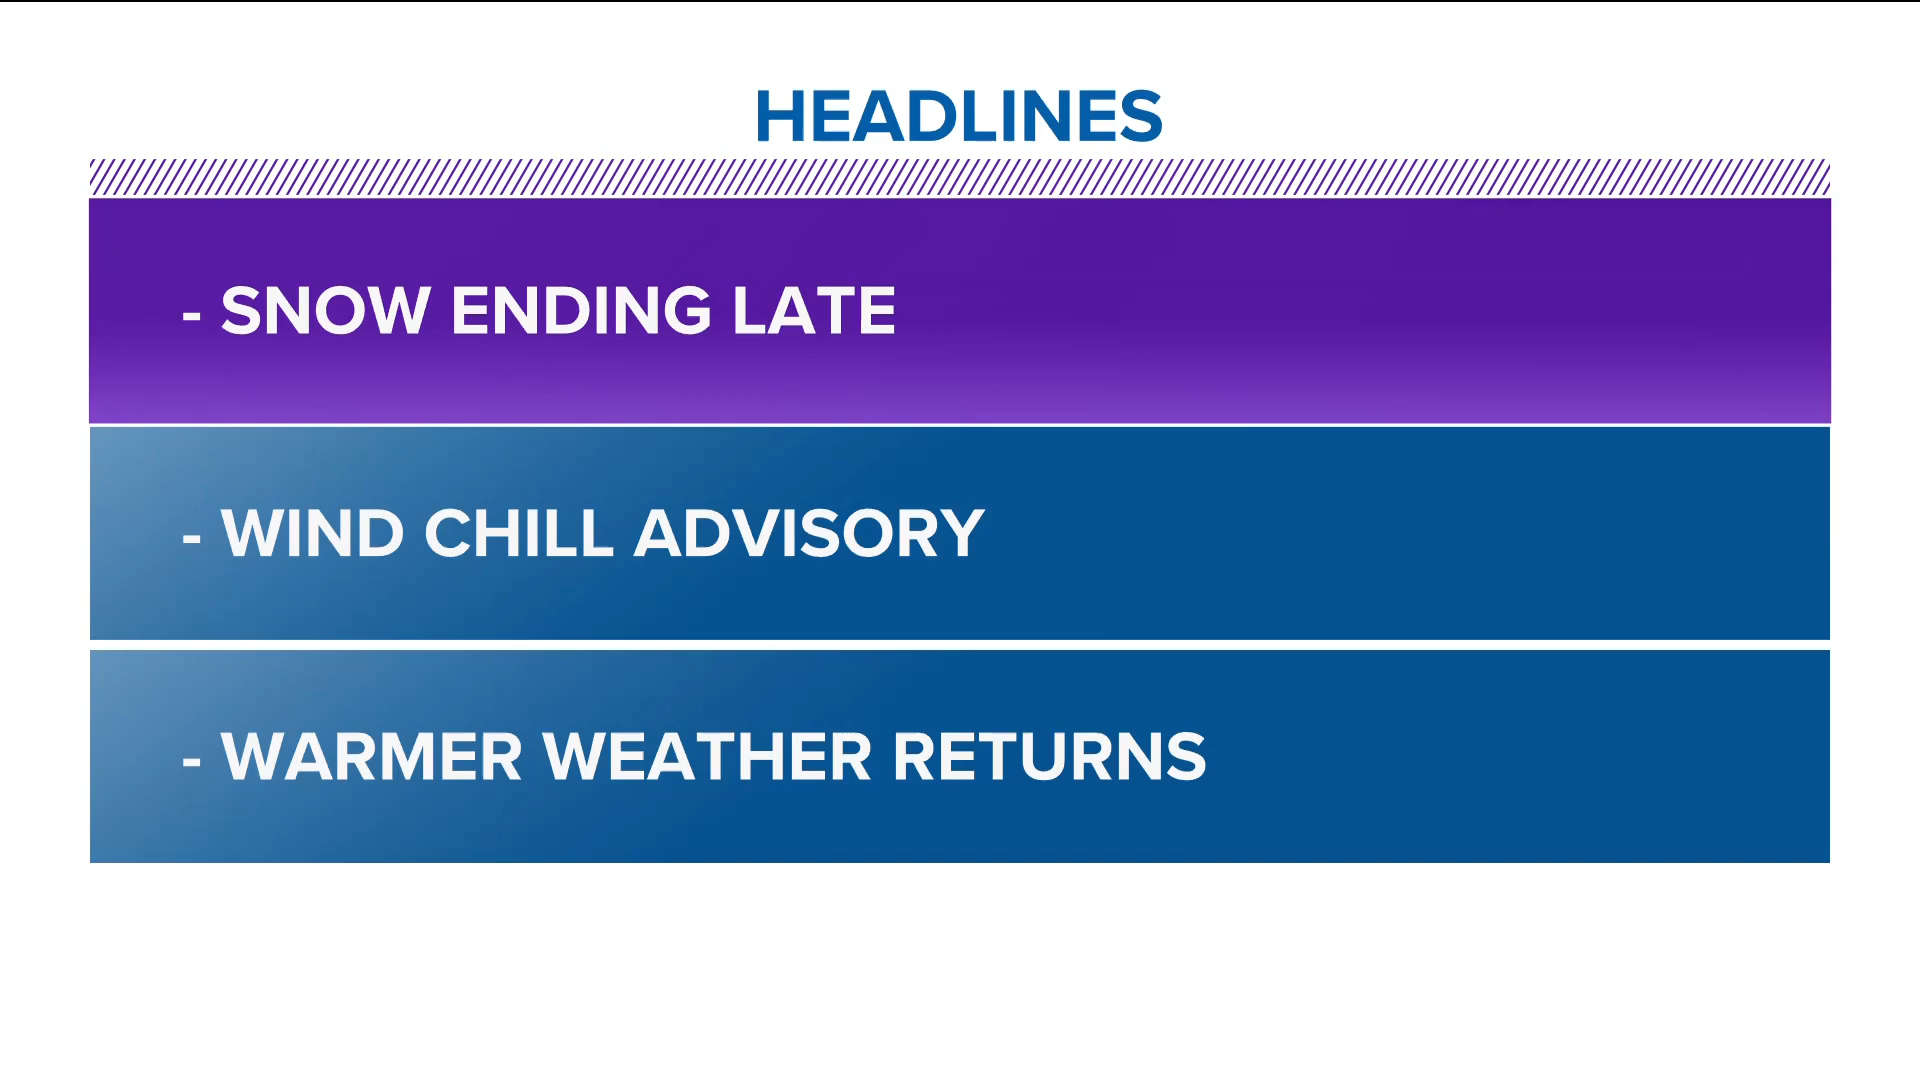 HEADLINES
- SNOW ENDING LATE
- WIND CHILL ADVISORY
- WARMER WEATHER RETURNS